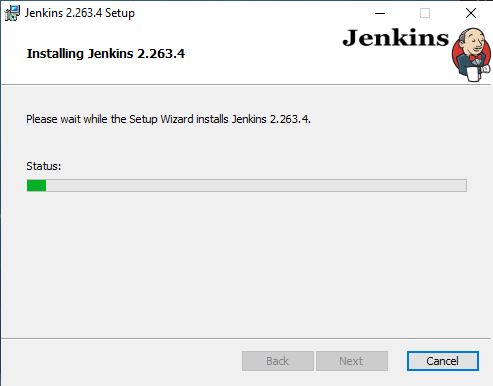 Jenkins 2.263.4 Setup
Jenkins
Installing Jenkins 2.263.4
Please wait while the Setup Wizard installs Jenkins 2.263.4.
Status:
Back Next Cancel